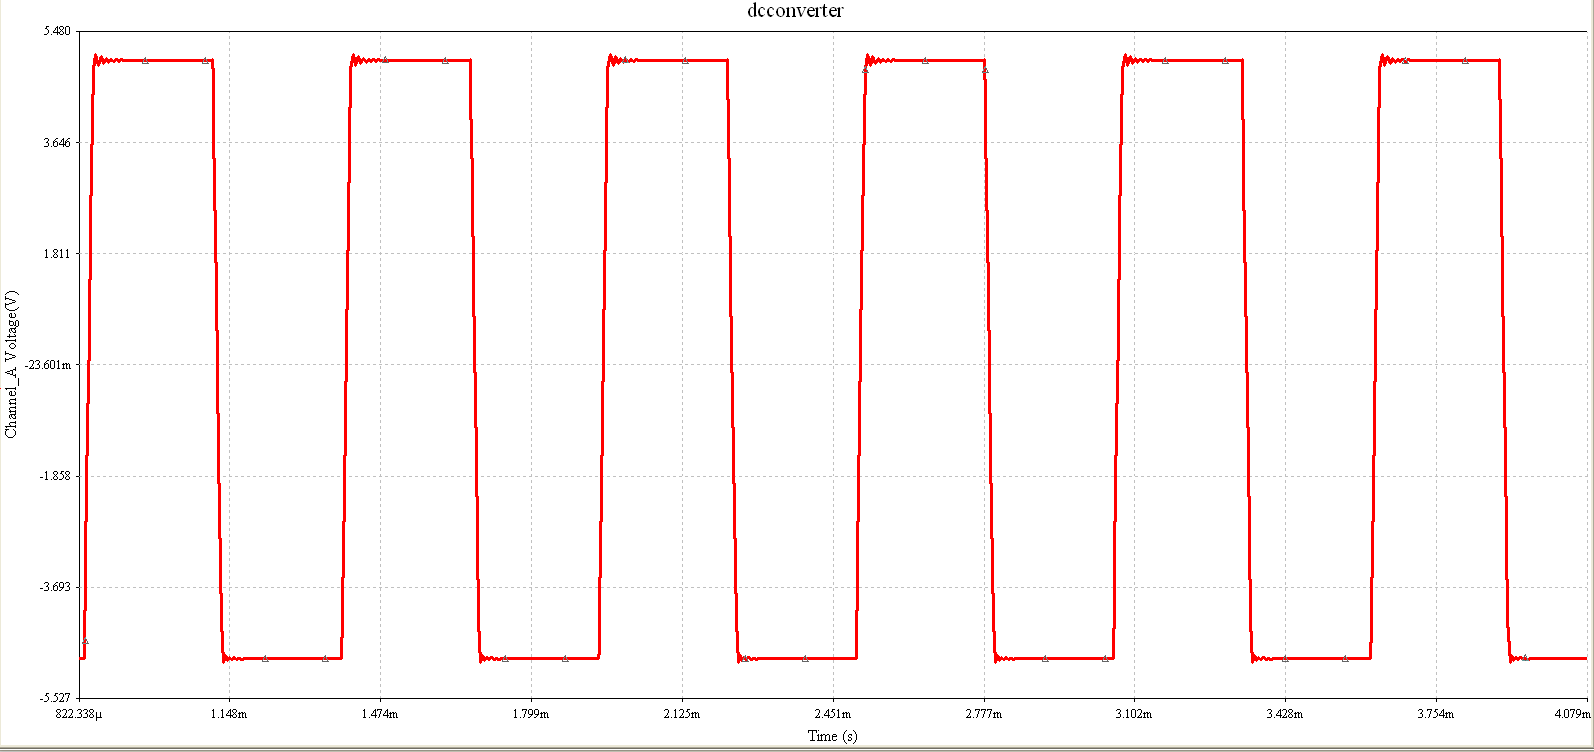 dcconverter
5.480
3.646
1.811
-23.601m
-1.858
-3.693
-5.527
Channel_A Voltage(V)
822.338μ 1.148m 1.474m 1.799m 2.125m 2.451m 2.777m 3.102m 3.428m 3.754m 4.079m
Time (s)